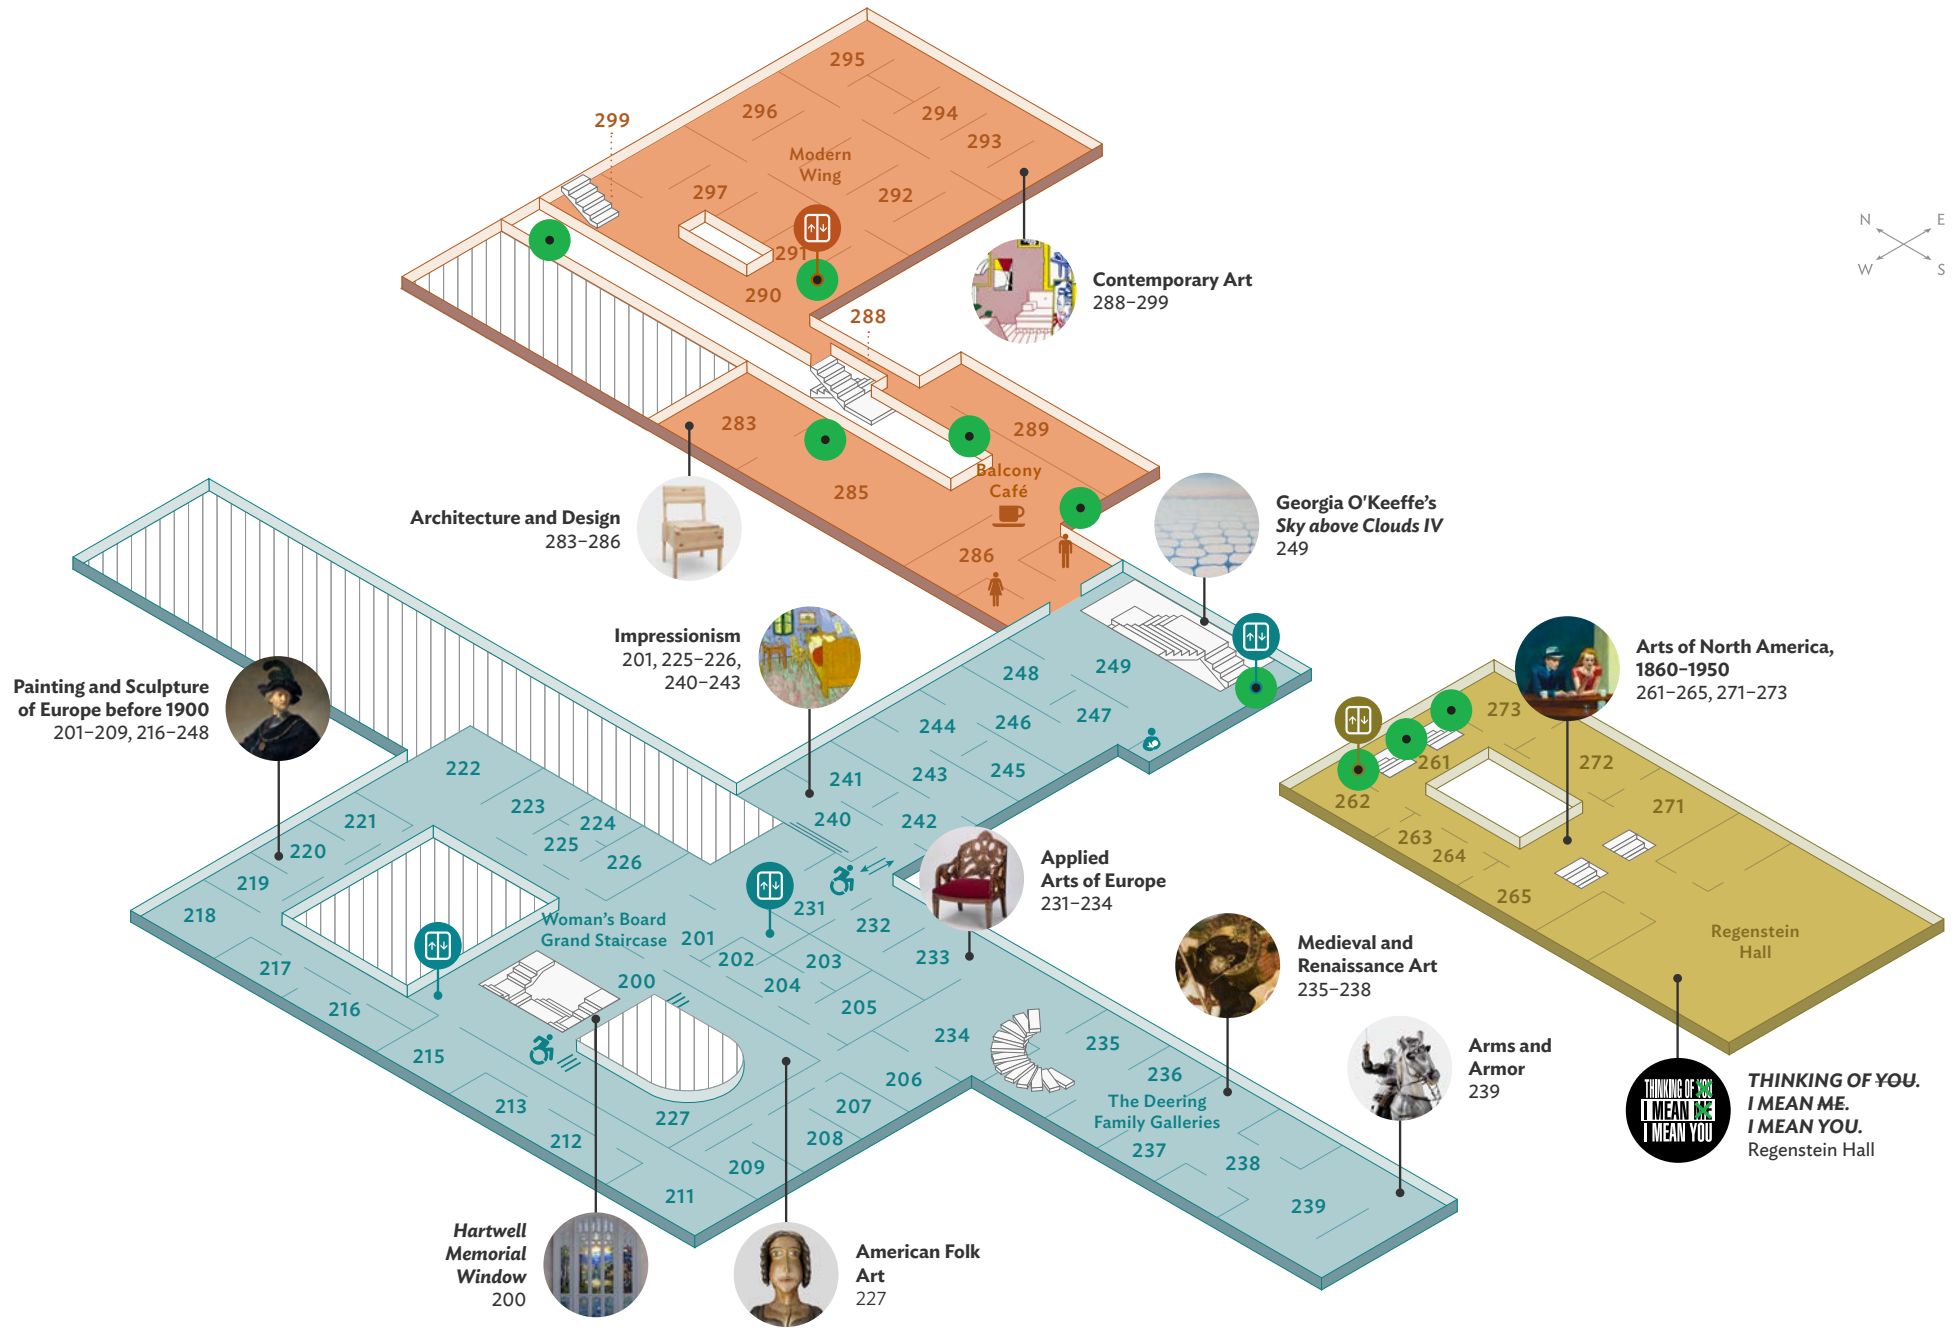 295
296
294
299
293
Modern
Wing
297
292
N E
W S
291
Contemporary Art
288–299
290
288
283
289
Balcony
Café
285
Georgia O'Keeffe's
Sky above Clouds IV
249
Architecture and Design
283–286
286
Impressionism
201, 225–226,
240–243
Arts of North America,
1860–1950
261–265, 271–273
248
249
Painting and Sculpture
of Europe before 1900
201–209, 216–248
244
246
247
273
222
241
243
245
261
272
223
240
242
262
271
221
224
225
220
226
263
264
Applied
Arts of Europe
231–234
219
265
218
Woman's Board
Grand Staircase
231
232
201
Regenstein
Hall
202
203
233
Medieval and
Renaissance Art
235–238
217
200
204
216
205
234
235
215
Arms and
Armor
239
236
206
The Deering
Family Galleries
213
227
207
THINKING OF YOU
I MEAN ME
I MEAN YOU
THINKING OF YOU.
I MEAN ME.
I MEAN YOU.
Regenstein Hall
212
208
237
238
209
211
239
Hartwell
Memorial
Window
200
American Folk
Art
227